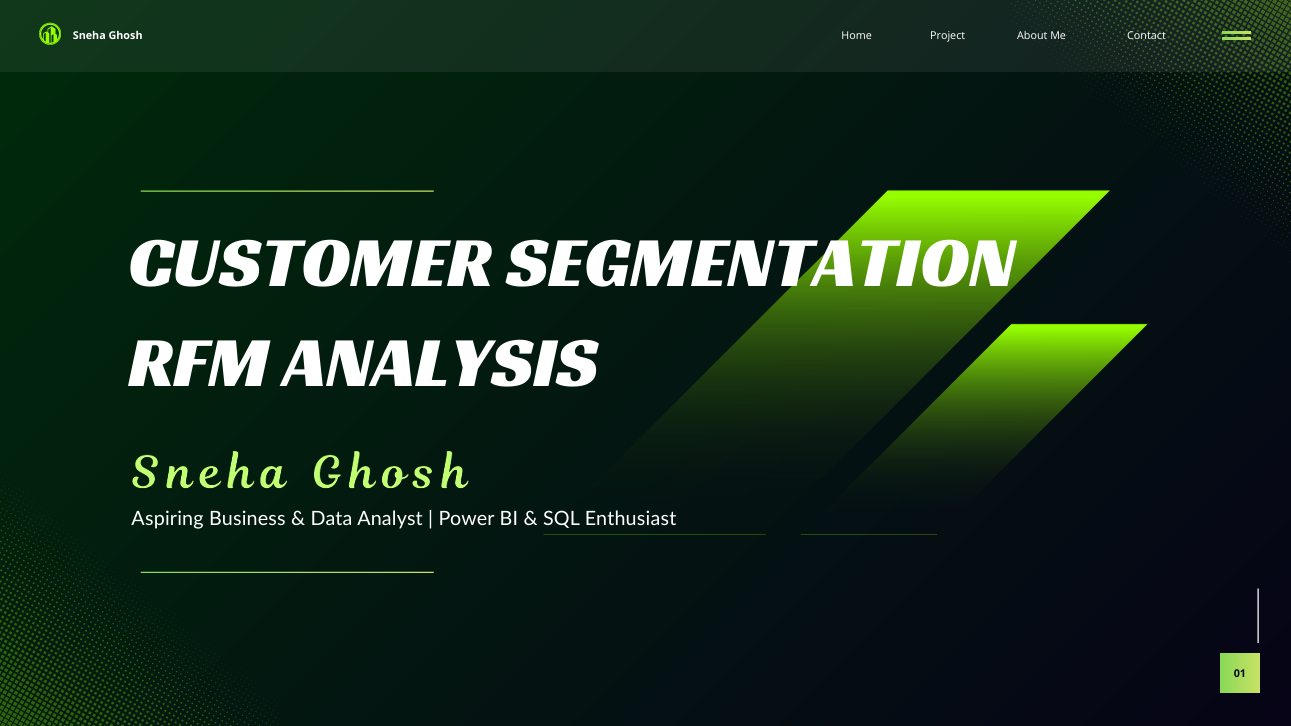 Sneha Ghosh
Home Project About Me Contact
CUSTOMER SEGMENTATION
RFM ANALYSIS
Sneha Ghosh
Aspiring Business & Data Analyst | Power BI & SQL Enthusiast
01